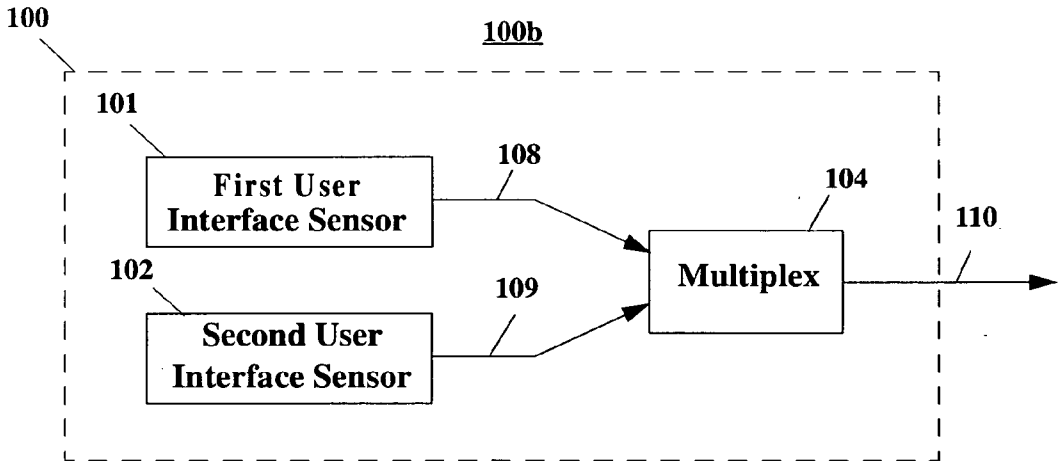 100
100b
101
First User
Interface Sensor
108
104
Multiplex
110
102
Second User
Interface Sensor
109